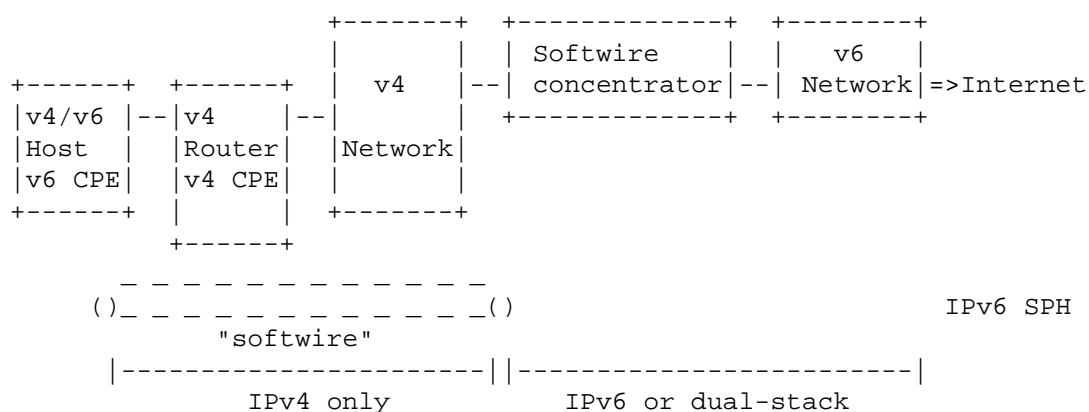 +-------+  +------------+  +--------+
|       |  | Softwire   |  |   v6   |
+------+  +------+  |  v4   |--| concentrator|--| Network|=>Internet
|v4/v6 |--|v4    |--|       |  +------------+  +--------+
|Host  |  |Router|  |Network|
|v6 CPE|  |v4 CPE|  |       |
+------+  |      |  +-------+
+------+
_ _ _ _ _ _ _ _ _ _ _
()_ _ _ _ _ _ _ _ _ _ _()                         IPv6 SPH
"softwire"
|-----------------------||-------------------------|
IPv4 only                IPv6 or dual-stack